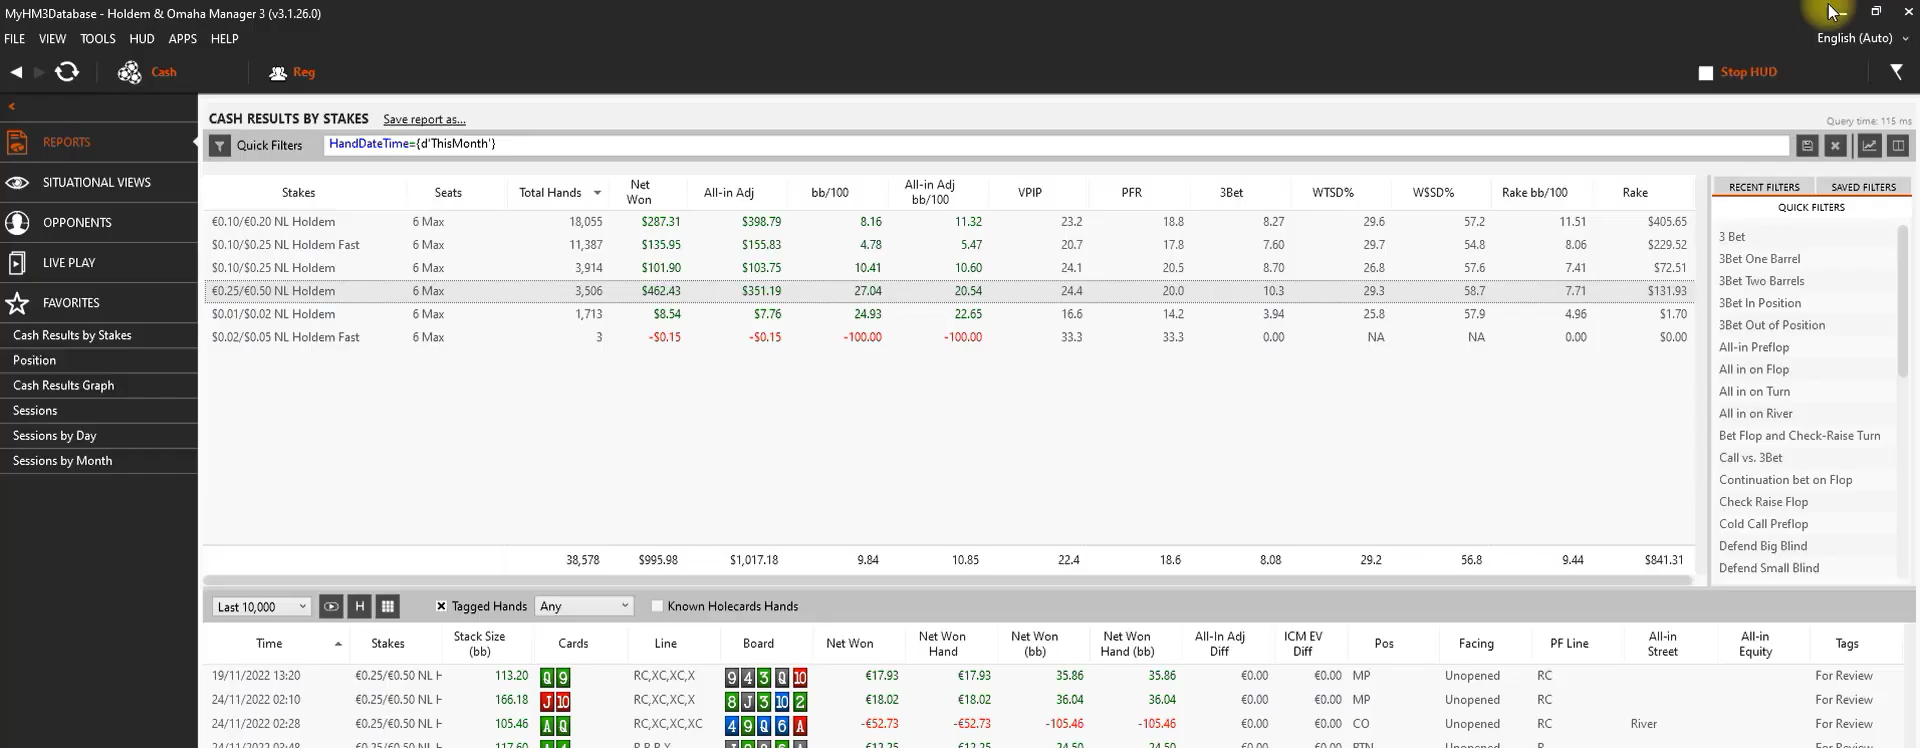 MyHM3Database - Holdem & Omaha Manager 3 (v3.1.26.0)
FILE VIEW TOOLS HUD APPS HELP
English (Auto)
Cash Reg Stop HUD
REPORTS
SITUATIONAL VIEWS
OPPONENTS
LIVE PLAY
FAVORITES
Cash Results by Stakes
Position
Cash Results Graph
Sessions
Sessions by Day
Sessions by Month
CASH RESULTS BY STAKES Save report as...
Query time: 115 ms
Quick Filters HandDateTime={d'ThisMonth'}
Stakes Seats Total Hands Net Won All-in Adj bb/100 All-in Adj bb/100 VPIP PFR 3Bet WTSD% W$SD% Rake bb/100 Rake
€0.10/€0.20 NL Holdem 6 Max 18,055 $287.31 $398.79 8.16 11.32 23.2 18.8 8.27 29.6 57.2 11.51 $405.65
$0.10/$0.25 NL Holdem Fast 6 Max 11,387 $135.95 $155.83 4.78 5.47 20.7 17.8 7.60 29.7 54.8 8.06 $229.52
$0.10/$0.25 NL Holdem 6 Max 3,914 $101.90 $103.75 10.41 10.60 24.1 20.5 8.70 26.8 57.6 7.41 $72.51
€0.25/€0.50 NL Holdem 6 Max 3,506 $462.43 $351.19 27.04 20.54 24.4 20.0 10.3 29.3 58.7 7.71 $131.93
$0.01/$0.02 NL Holdem 6 Max 1,713 $8.54 $7.76 24.93 22.65 16.6 14.2 3.94 25.8 57.9 4.96 $1.70
$0.02/$0.05 NL Holdem Fast 6 Max 3 -$0.15 -$0.15 -100.00 -100.00 33.3 33.3 0.00 NA NA 0.00 $0.00
38,578 $995.98 $1,017.18 9.84 10.85 22.4 18.6 8.08 29.2 56.8 9.44 $841.31
RECENT FILTERS SAVED FILTERS
QUICK FILTERS
3 Bet
3Bet One Barrel
3Bet Two Barrels
3Bet In Position
3Bet Out of Position
All-in Preflop
All in on Flop
All in on Turn
All in on River
Bet Flop and Check-Raise Turn
Call vs. 3Bet
Continuation bet on Flop
Check Raise Flop
Cold Call Preflop
Defend Big Blind
Defend Small Blind
Last 10,000 H Tagged Hands Any Known Holecards Hands
Time Stakes Stack Size (bb) Cards Line Board Net Won Net Won Hand Net Won (bb) Net Won Hand (bb) All-In Adj Diff ICM EV Diff Pos Facing PF Line All-in Street All-in Equity Tags
19/11/2022 13:20 €0.25/€0.50 NL H 113.20 Q 9 RC,XC,XC,X 9 4 3 Q 10 €17.93 €17.93 35.86 35.86 €0.00 €0.00 MP Unopened RC For Review
24/11/2022 02:10 €0.25/€0.50 NL H 166.18 J 10 RC,XC,XC,X 8 J 3 10 2 €18.02 €18.02 36.04 36.04 €0.00 €0.00 MP Unopened RC For Review
24/11/2022 02:28 €0.25/€0.50 NL H 105.46 A Q RC,XC,XC,XC 4 9 Q 6 A -€52.73 -€52.73 -105.46 -105.46 €0.00 €0.00 CO Unopened RC River For Review